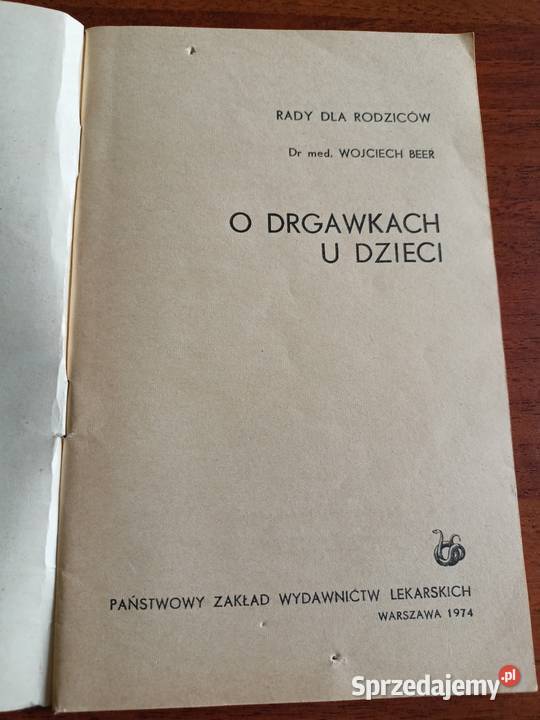 RADY DLA RODZICÓW
Dr med. WOJCIECH BEER
O DRGAWKACH
U DZIECI
PAŃSTWOWY ZAKŁAD WYDAWNICTW LEKARSKICH
WARSZAWA 1974
Sprzedajemy.pl